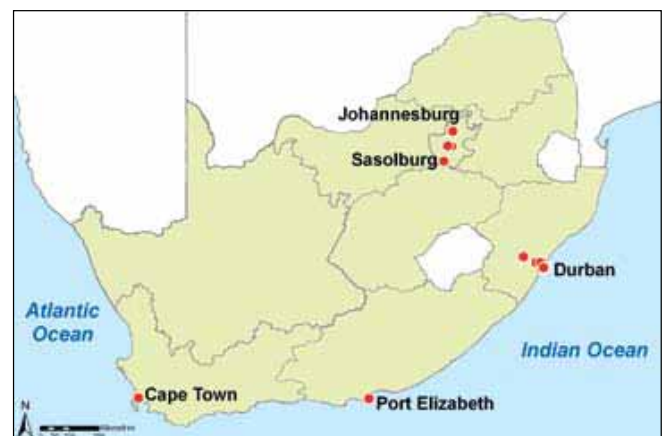 Johannesburg
Sasolburg
Durban
Atlantic
Ocean
Indian Ocean
Cape Town
Port Elizabeth
N